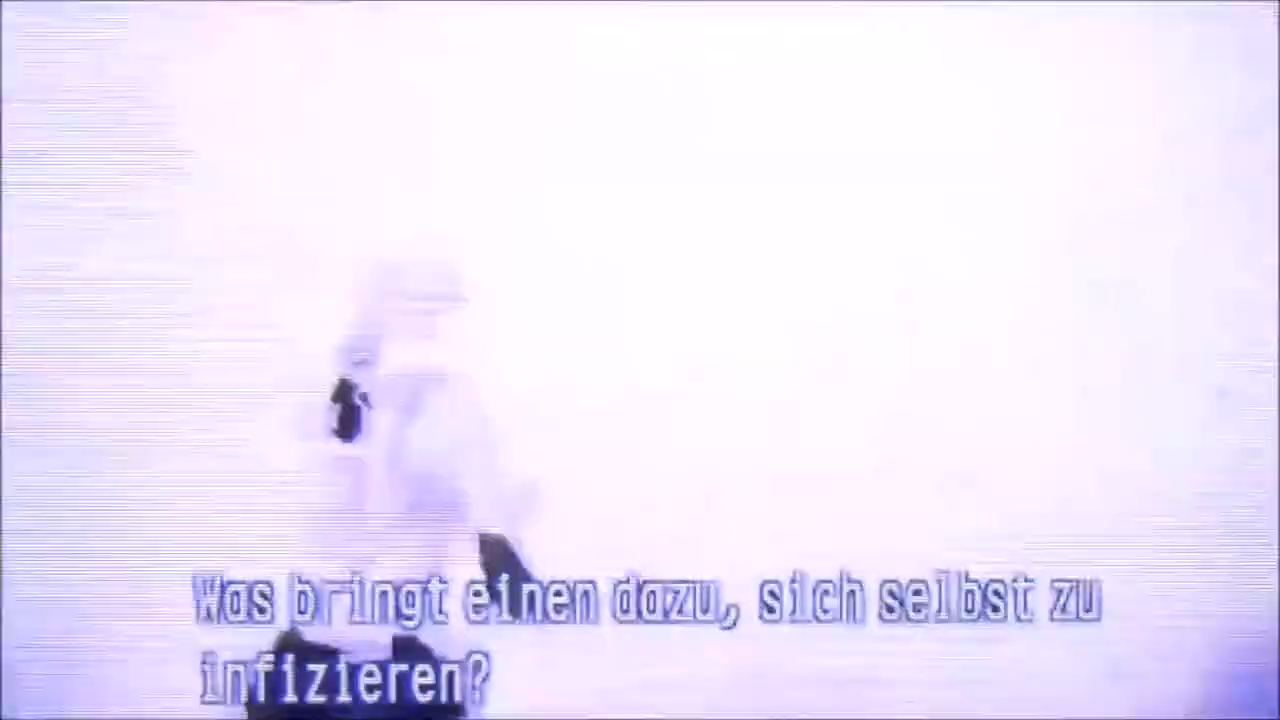 Was bringt einen dazu, sich selbst zu
infizieren?